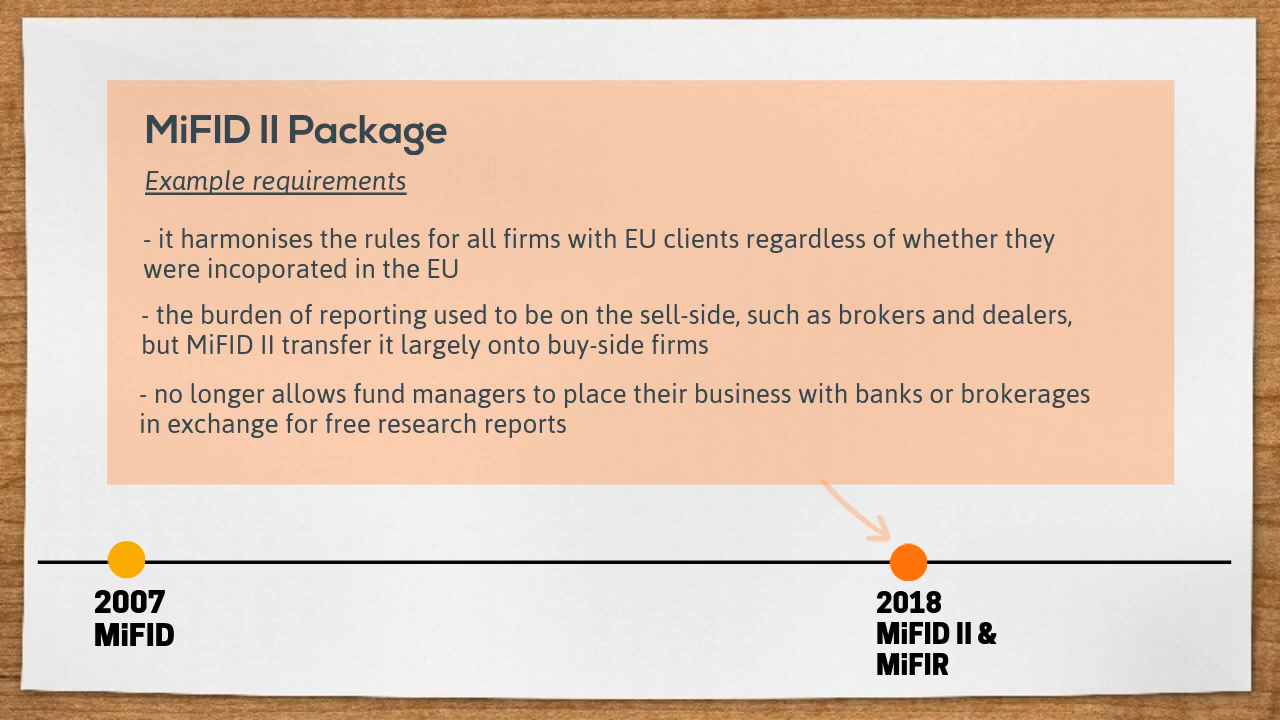 MiFID II Package
Example requirements
- it harmonises the rules for all firms with EU clients regardless of whether they
were incoporated in the EU
- the burden of reporting used to be on the sell-side, such as brokers and dealers,
but MiFID II transfer it largely onto buy-side firms
- no longer allows fund managers to place their business with banks or brokerages
in exchange for free research reports
2007
MiFID
2018
MiFID II &
MiFIR